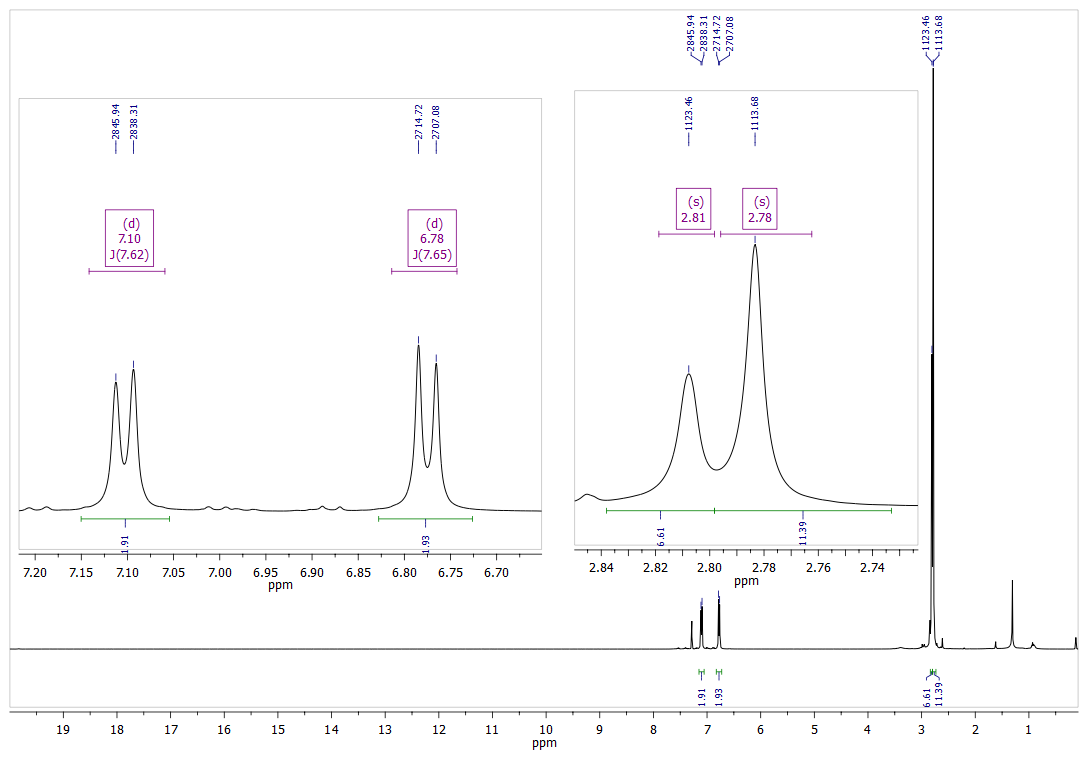 2845.94
2838.31
2714.72
2707.08
1123.46
1113.68
2845.94
2838.31
2714.72
2707.08
(d)
7.10
J(7.62)
(d)
6.78
J(7.65)
1.91
1.93
7.20 7.15 7.10 7.05 7.00 6.95 6.90 6.85 6.80 6.75 6.70
ppm
1123.46
1113.68
(s)
2.81
(s)
2.78
6.61
11.39
2.84 2.82 2.80 2.78 2.76 2.74
ppm
1.91
1.93
6.61
11.39
19 18 17 16 15 14 13 12 11 10 9 8 7 6 5 4 3 2 1
ppm